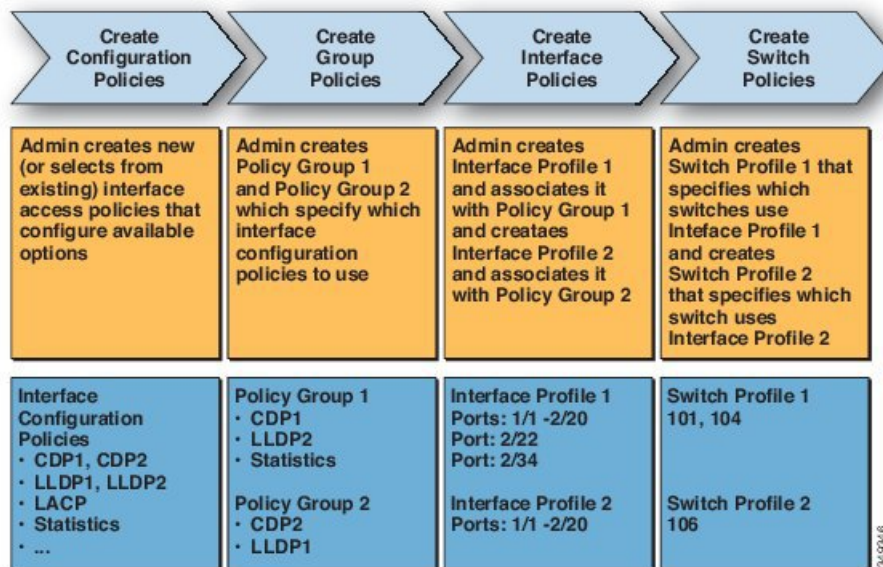 Create
Configuration
Policies
Create
Group
Policies
Create
Interface
Policies
Create
Switch
Policies
Admin creates new
(or selects from
existing) interface
access policies that
configure available
options
Admin creates
Policy Group 1
and Policy Group 2
which specify which
interface
configuration
policies to use
Admin creates
Interface Profile 1
and associates it
with Policy Group 1
and creataes
Interface Profile 2
and associates it
with Policy Group 2
Admin creates
Switch Profile 1 that
specifies which
switches use
Inteface Profile 1
and creates
Switch Profile 2
that specifies which
switch uses
Interface Profile 2
Interface
Configuration
Policies
· CDP1, CDP2
· LLDP1, LLDP2
· LACP
· Statistics
· ...
Policy Group 1
· CDP1
· LLDP2
· Statistics
Policy Group 2
· CDP2
· LLDP1
Interface Profile 1
Ports: 1/1 -2/20
Port: 2/22
Port: 2/34
Interface Profile 2
Ports: 1/1 -2/20
Switch Profile 1
101, 104
Switch Profile 2
106